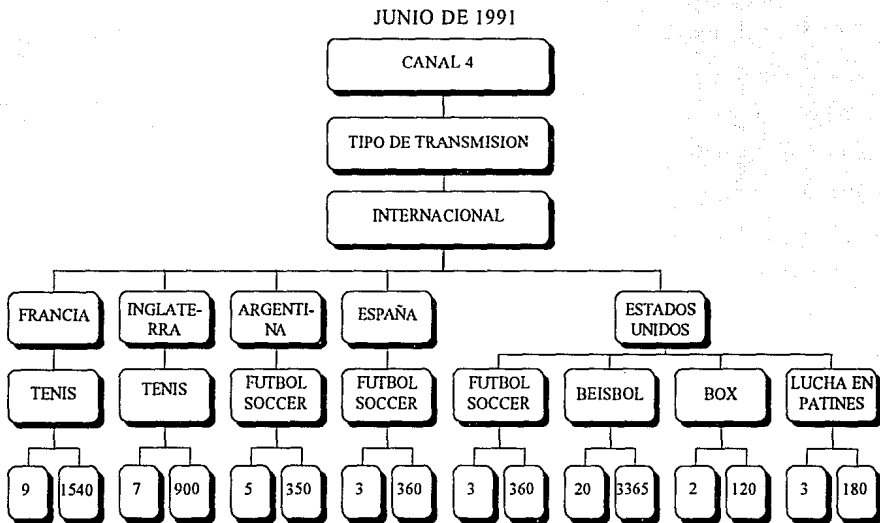 JUNIO DE 1991
CANAL 4
TIPO DE TRANSMISION
INTERNACIONAL
FRANCIA
INGLATE-
RRA
ARGENTI-
NA
ESPAÑA
ESTADOS
UNIDOS
TENIS
TENIS
FUTBOL
SOCCER
FUTBOL
SOCCER
FUTBOL
SOCCER
BEISBOL
BOX
LUCHA EN
PATINES
9 1540 7 900 5 350 3 360 3 360 20 3365 2 120 3 180